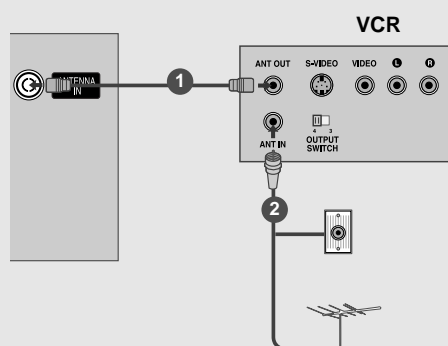 VCR
ANT OUT S-VIDEO VIDEO L R
ANTENNA
IN
1
ANT IN
4 3
OUTPUT
SWITCH
2